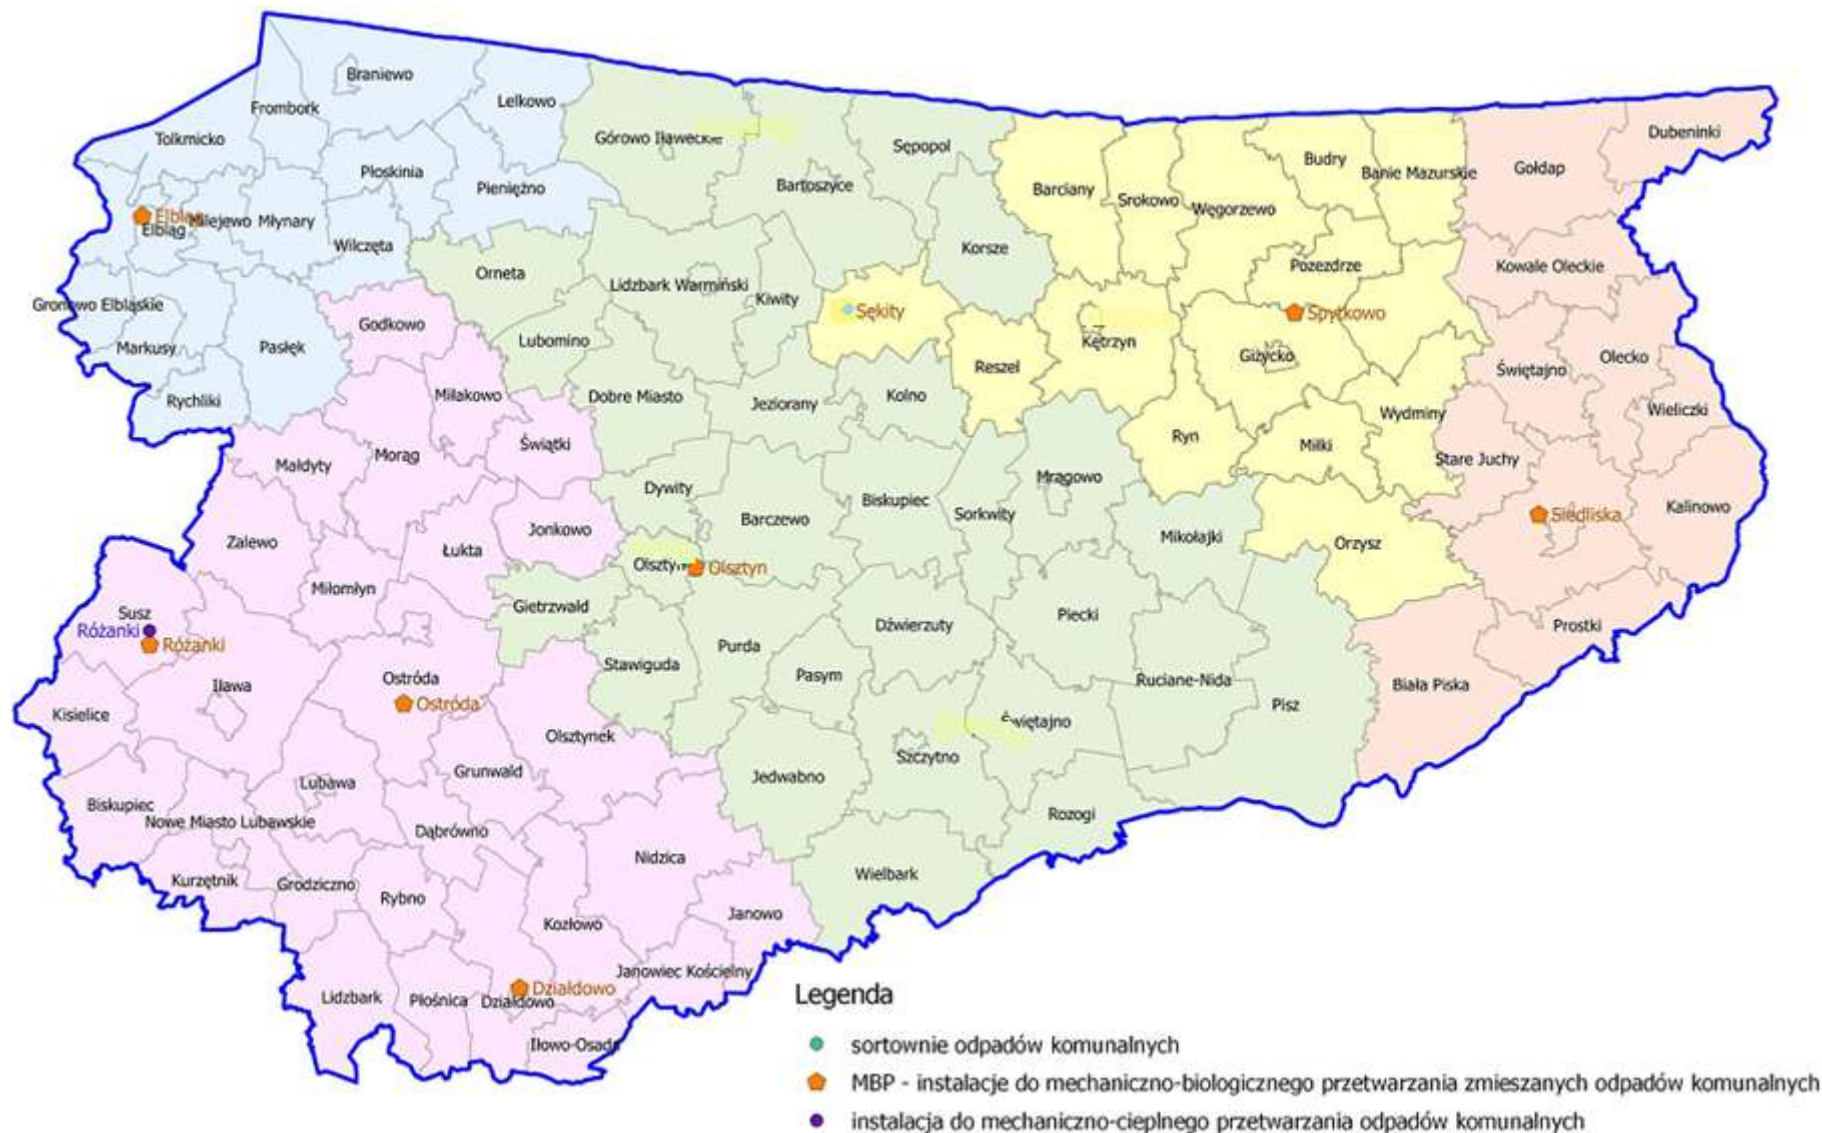 Braniewo
Lelkowo
Frombork
Tolkmicko
Górowo Iławeckie
Sępopol
Dubeninki
Budry
Gołdap
Płoskinia
Banie Mazurskie
Pieniężno
Bartoszyce
Barciany
Srokowo
Węgorzewo
Elbląg
Elbląg
Milejewo
Młynary
Wilczęta
Korsze
Pozezdrze
Kowale Oleckie
Orneta
Lidzbark Warmiński
Kiwity
Gronowo Elbląskie
Sękity
Spytkowo
Godkowo
Markusy
Pasłęk
Lubomino
Kętrzyn
Giżycko
Olecko
Reszel
Świętajno
Rychliki
Miłakowo
Dobre Miasto
Jeziorany
Kolno
Wydminy
Wieliczki
Świątki
Ryn
Miłki
Małdyty
Morąg
Stare Juchy
Dywity
Biskupiec
Mrągowo
Barczewo
Sorkwity
Siedliska
Kalinowo
Zalewo
Łukta
Jonkowo
Mikołajki
Orzysz
Olsztyn
Olsztyn
Miłomłyn
Gietrzwałd
Susz
Różanki
Różanki
Dźwierzuty
Piecki
Prostki
Purda
Stawiguda
Pasym
Iława
Ostróda
Ostróda
Ruciane-Nida
Biała Piska
Pisz
Kisielice
Olsztynek
Świętajno
Szczytno
Grunwald
Jedwabno
Lubawa
Biskupiec
Nowe Miasto Lubawskie
Dąbrówno
Rozogi
Nidzica
Kurzętnik
Grodziczno
Rybno
Wielbark
Kozłowo
Janowo
Janowiec Kościelny
Lidzbark
Płośnica
Działdowo
Działdowo
Iłowo-Osada
Legenda
sortownie odpadów komunalnych
MBP - instalacje do mechaniczno-biologicznego przetwarzania zmieszanych odpadów komunalnych
instalacja do mechaniczno-cieplnego przetwarzania odpadów komunalnych